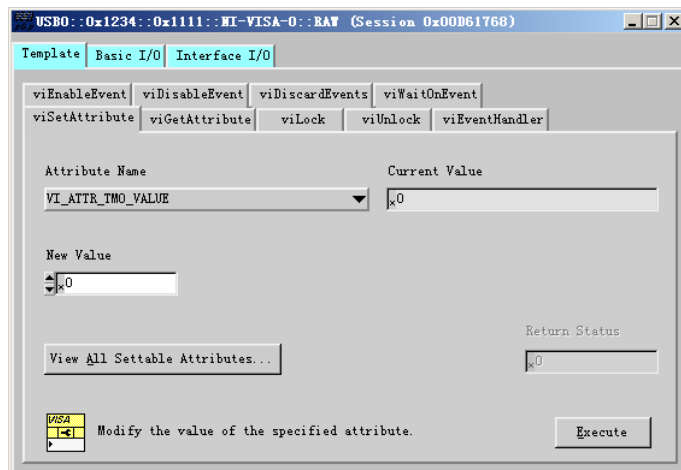 USB0::0x1234::0x1111::NI-VISA-0::RAW (Session 0x00D61768)
Template Basic I/O Interface I/O
viEnableEvent viDisableEvent viDiscardEvents viWaitOnEvent
viSetAttribute viGetAttribute viLock viUnlock viEventHandler
Attribute Name Current Value
VI_ATTR_TMO_VALUE x0
New Value
x0
Return Status
View All Settable Attributes... x0
VISA
Modify the value of the specified attribute. Execute